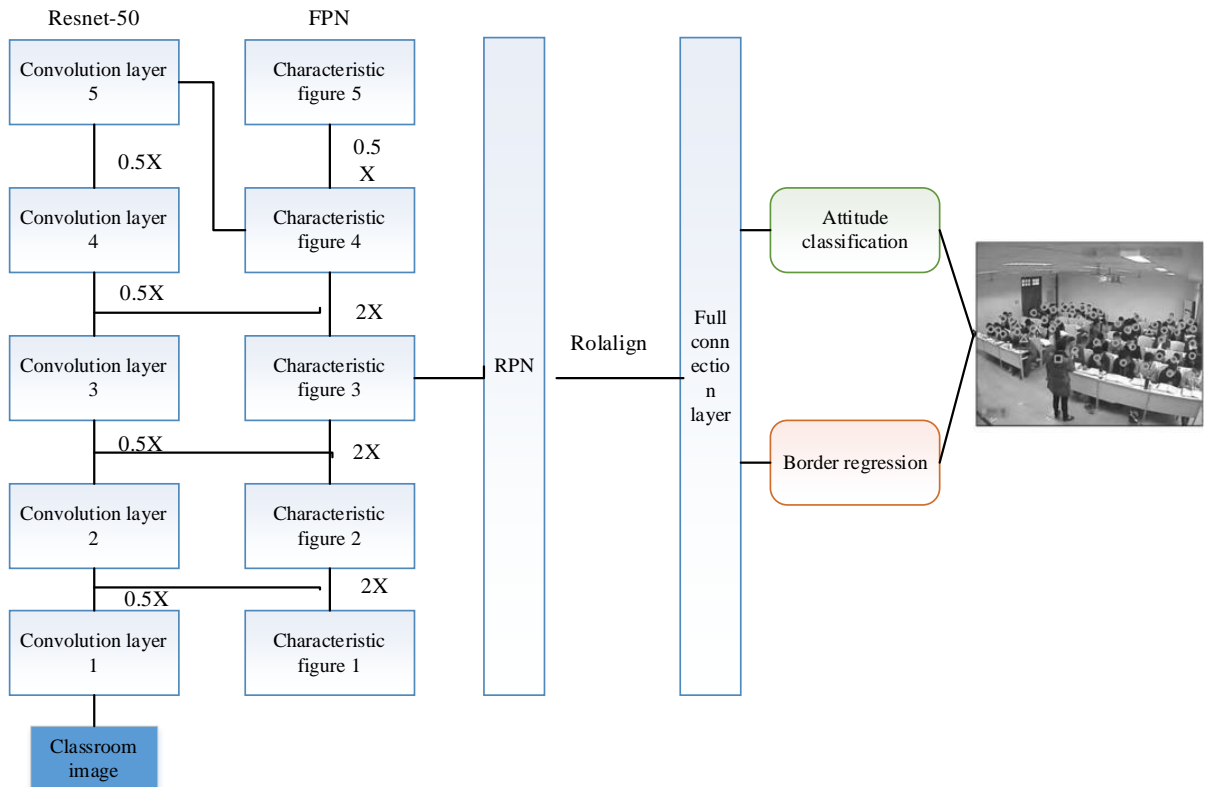 Resnet-50
FPN
Convolution layer
5
Characteristic
figure 5
0.5X
0.5
X
Convolution layer
4
Characteristic
figure 4
0.5X
2X
Convolution layer
3
Characteristic
figure 3
0.5X
2X
Convolution layer
2
Characteristic
figure 2
0.5X
2X
Convolution layer
1
Characteristic
figure 1
Classroom
image
RPN
Rolalign
Full
conn
ectio
n
layer
Attitude
classification
Border regression